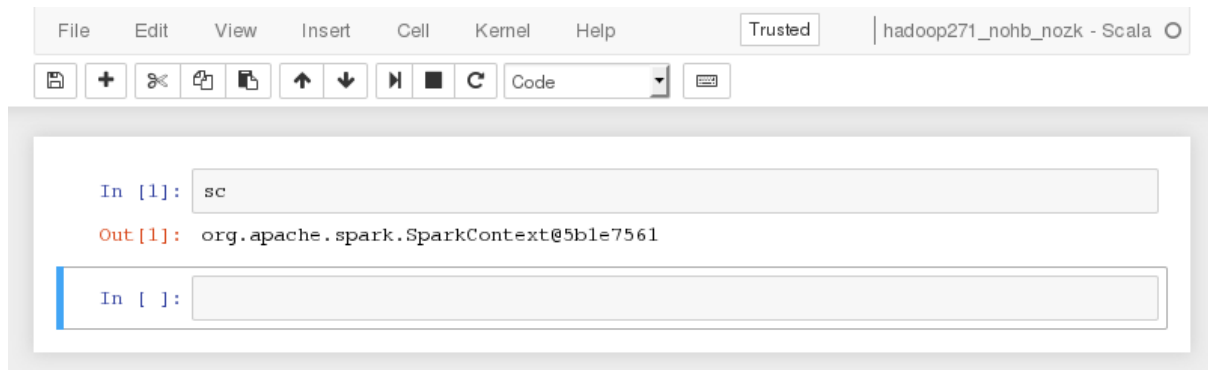 File Edit View Insert Cell Kernel Help Trusted hadoop271_nohb_nozk - Scala
Code
In [1]: sc
Out[1]: org.apache.spark.SparkContext@5b1e7561
In [ ]: